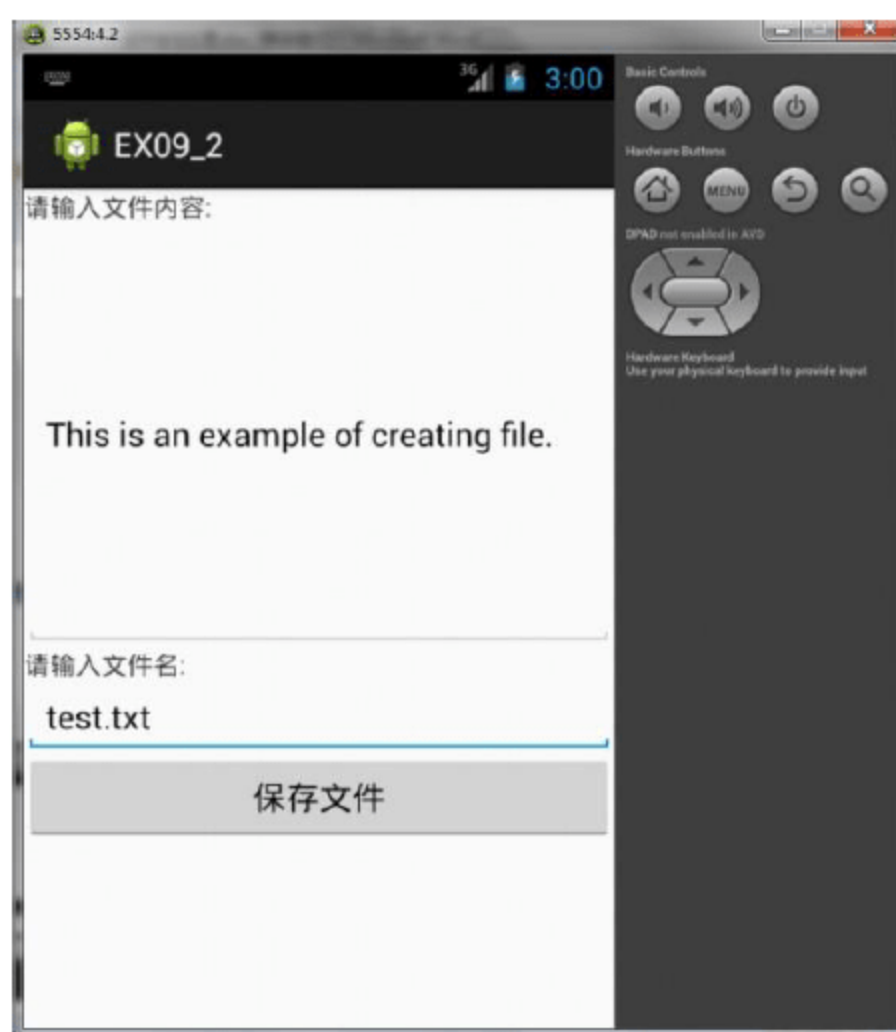 5554:4.2
3G
3:00
Basic Controls
EX09_2
Hardware Buttons
MENU
请输入文件内容:
DPAD not enabled in AVD
Hardware Keyboard
Use your physical keyboard to provide input
This is an example of creating file.
请输入文件名:
test.txt
保存文件